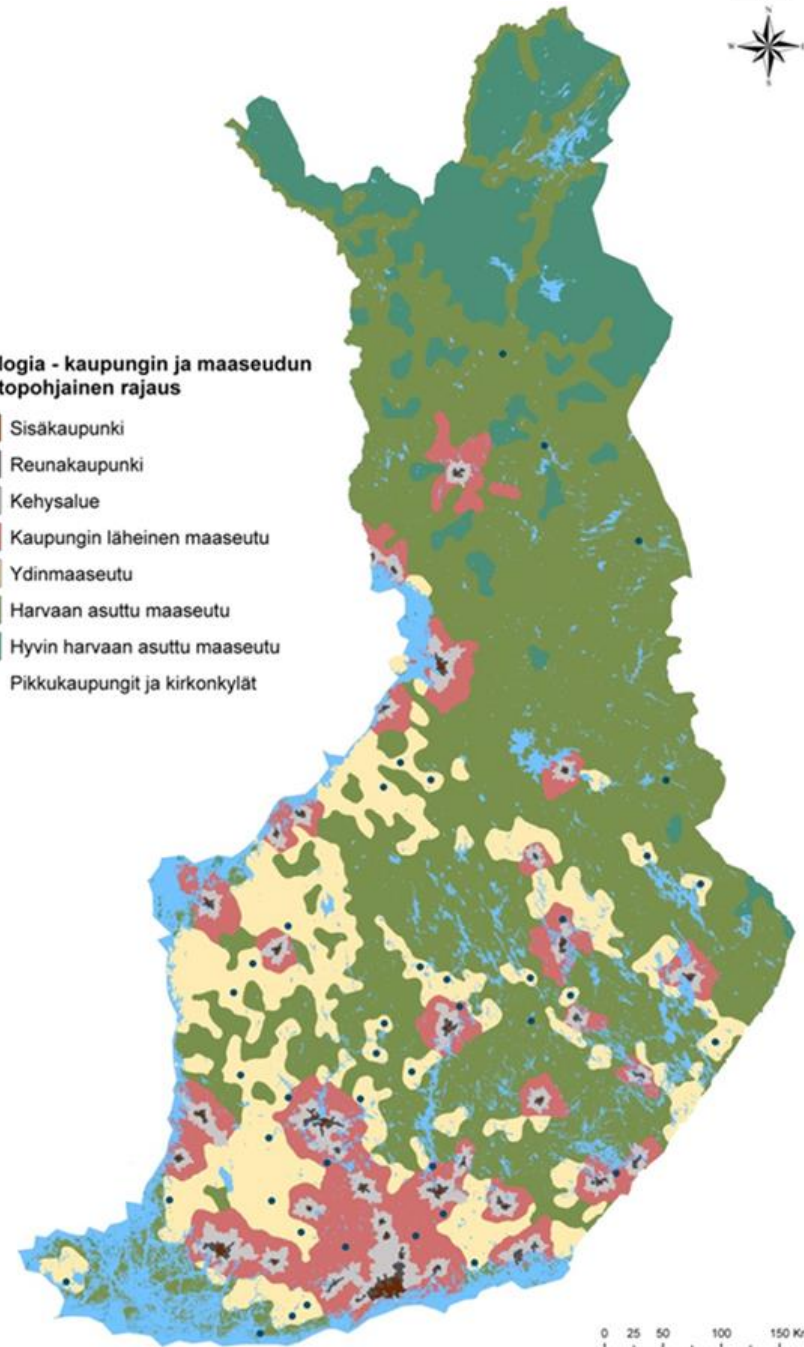 N
W
S
logia - kaupungin ja maaseudun
topohjainen rajaus
Sisäkaupunki
Reunakaupunki
Kehysalue
Kaupungin läheinen maaseutu
Ydinmaaseutu
Harvaan asuttu maaseutu
Hyvin harvaan asuttu maaseutu
Pikkukaupungit ja kirkonkylät
0 25 50 100 150 K